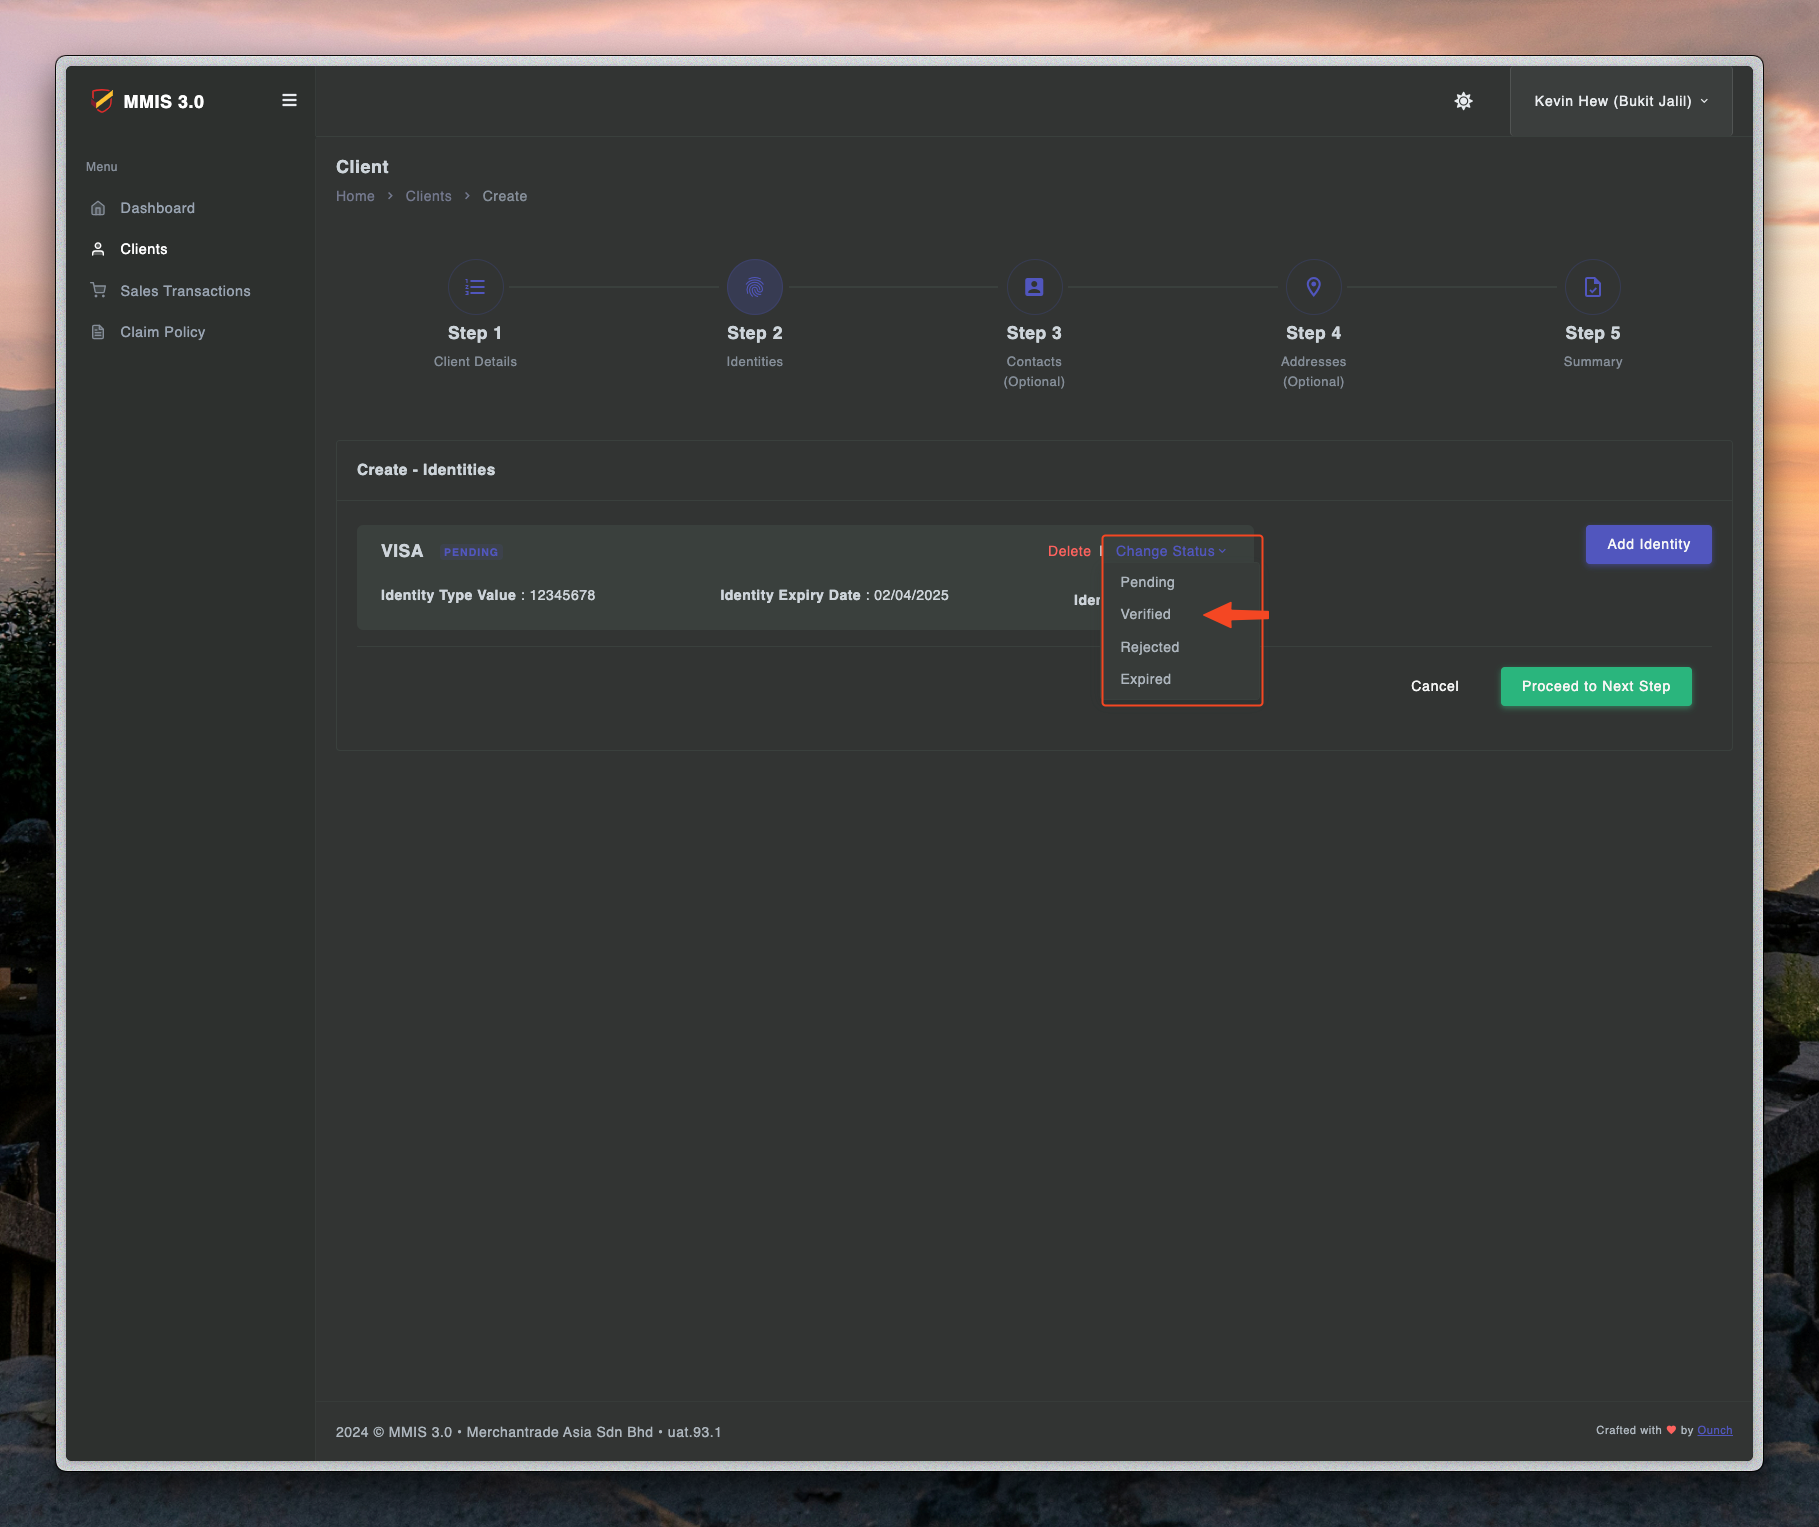 MMIS 3.0
Kevin Hew (Bukit Jalil)
Menu
Dashboard
Clients
Sales Transactions
Claim Policy
Client
Home > Clients > Create
Step 1
Client Details
Step 2
Identities
Step 3
Contacts
(Optional)
Step 4
Addresses
(Optional)
Step 5
Summary
Create - Identities
VISA PENDING
Delete Change Status
Add Identity
Identity Type Value : 12345678
Identity Expiry Date : 02/04/2025
Pending
Verified
Rejected
Expired
Cancel
Proceed to Next Step
2024 © MMIS 3.0 • Merchantrade Asia Sdn Bhd • uat.93.1
Crafted with ♥ by Ounch